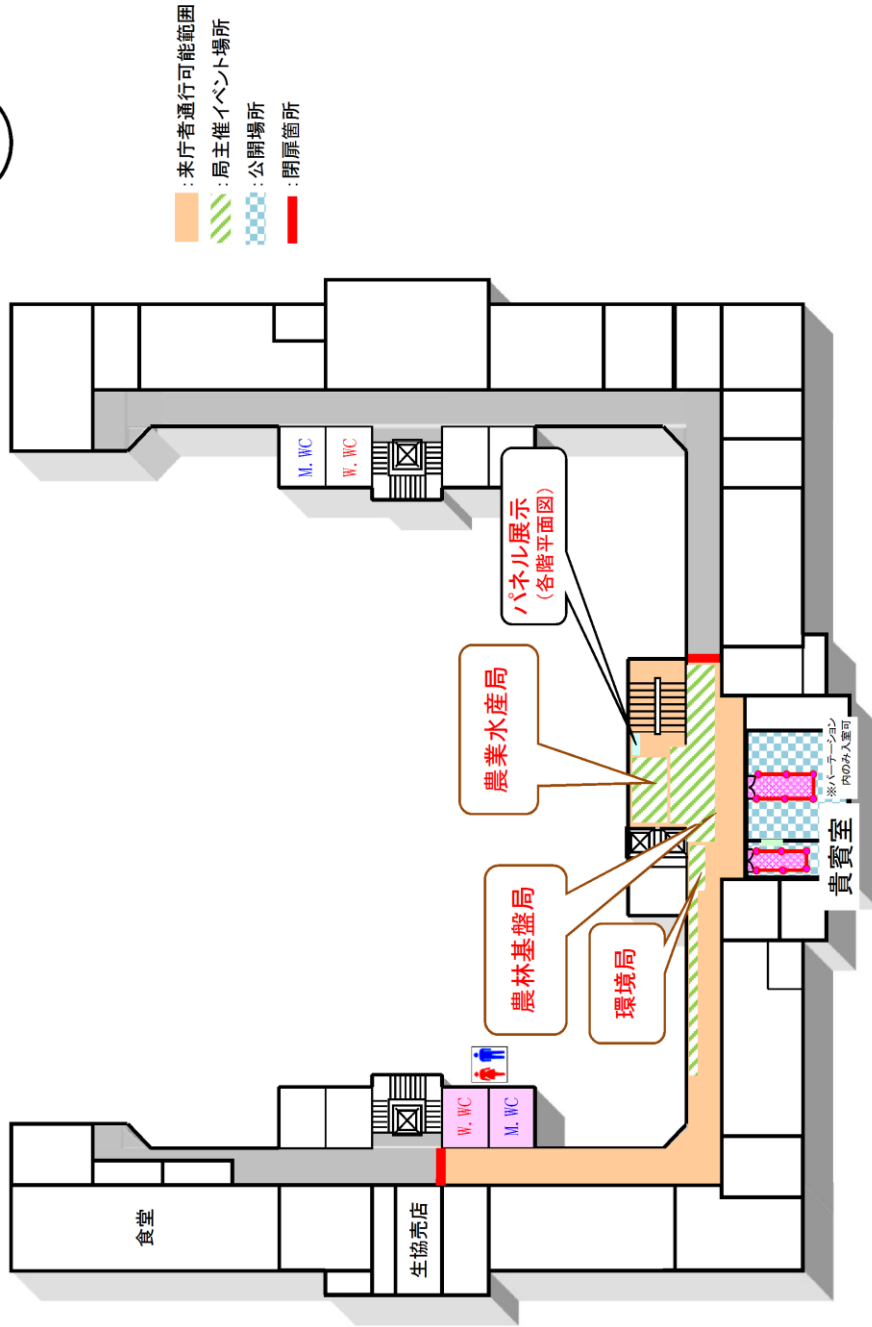 :来庁者通行可能範囲
:局主催イベント場所
:公開場所
:閉扉箇所
食堂
生協売店
W. WC
M. WC
M. WC
W. WC
農業水産局
パネル展示
(各階平面図)
農林基盤局
環境局
貴賓室
※パーテーション
内のみ入室可